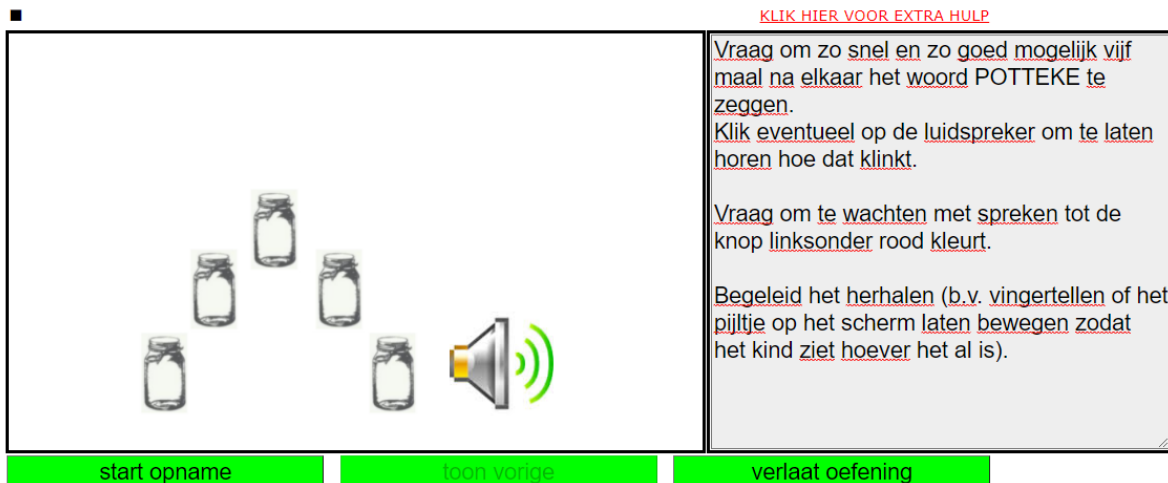 KLIK HIER VOOR EXTRA HULP
Vraag om zo snel en zo goed mogelijk vijf
maal na elkaar het woord POTTEKE te
zeggen.
Klik eventueel op de luidspreker om te laten
horen hoe dat klinkt.
Vraag om te wachten met spreken tot de
knop linksonder rood kleurt.
Begeleid het herhalen (b.v. vingertellen of het
pijltje op het scherm laten bewegen zodat
het kind ziet hoever het al is).
start opname
toon vorige
verlaat oefening